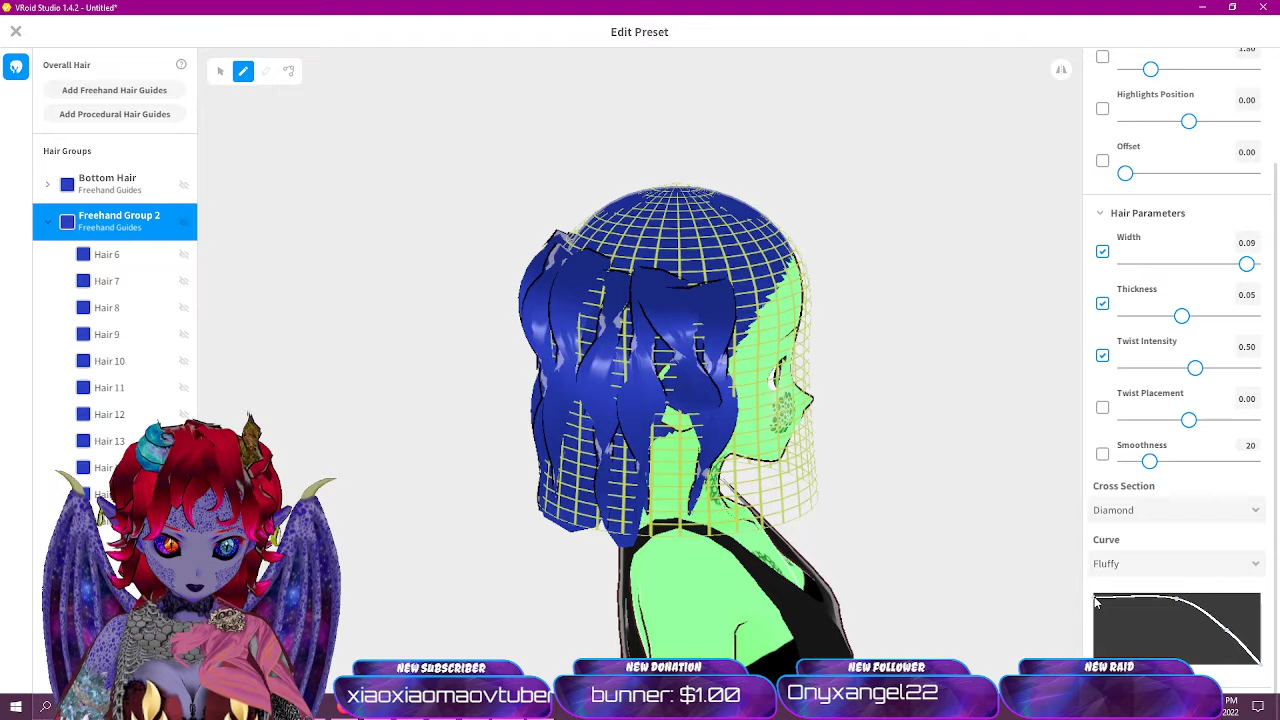 VRoid Studio 1.4.2 - Untitled*
Edit Preset
Overall Hair
?
Add Freehand Hair Guides
Add Procedural Hair Guides
Hair Groups
Bottom Hair
Freehand Guides
Freehand Group 2
Freehand Guides
Hair 6
Hair 7
Hair 8
Hair 9
Hair 10
Hair 11
Hair 12
Hair 13
Hair
1.80
Highlights Position
0.00
Offset
0.00
Hair Parameters
Width
0.09
Thickness
0.05
Twist Intensity
0.50
Twist Placement
0.00
Smoothness
20
Cross Section
Diamond
Curve
Fluffy
NEW SUBSCRIBER
xiaoxiaomaovtuber
NEW DONATION
bunner: $1.00
NEW FOLLOWER
Onyxangel22
NEW RAID
PM